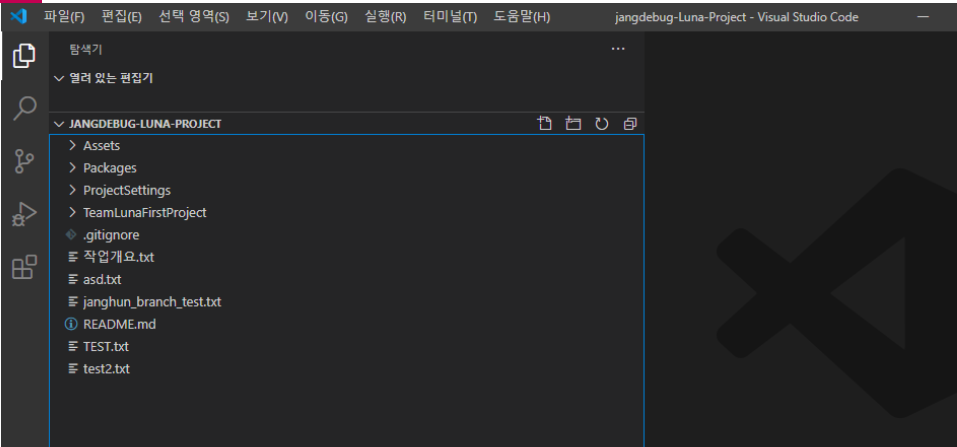 파일(F) 편집(E) 선택 영역(S) 보기(V) 이동(G) 실행(R) 터미널(T) 도움말(H) jangdebug-Luna-Project - Visual Studio Code
탐색기
열려 있는 편집기
JANGDEBUG-LUNA-PROJECT
Assets
Packages
ProjectSettings
TeamLunaFirstProject
.gitignore
작업개요.txt
asd.txt
janghun_branch_test.txt
README.md
TEST.txt
test2.txt